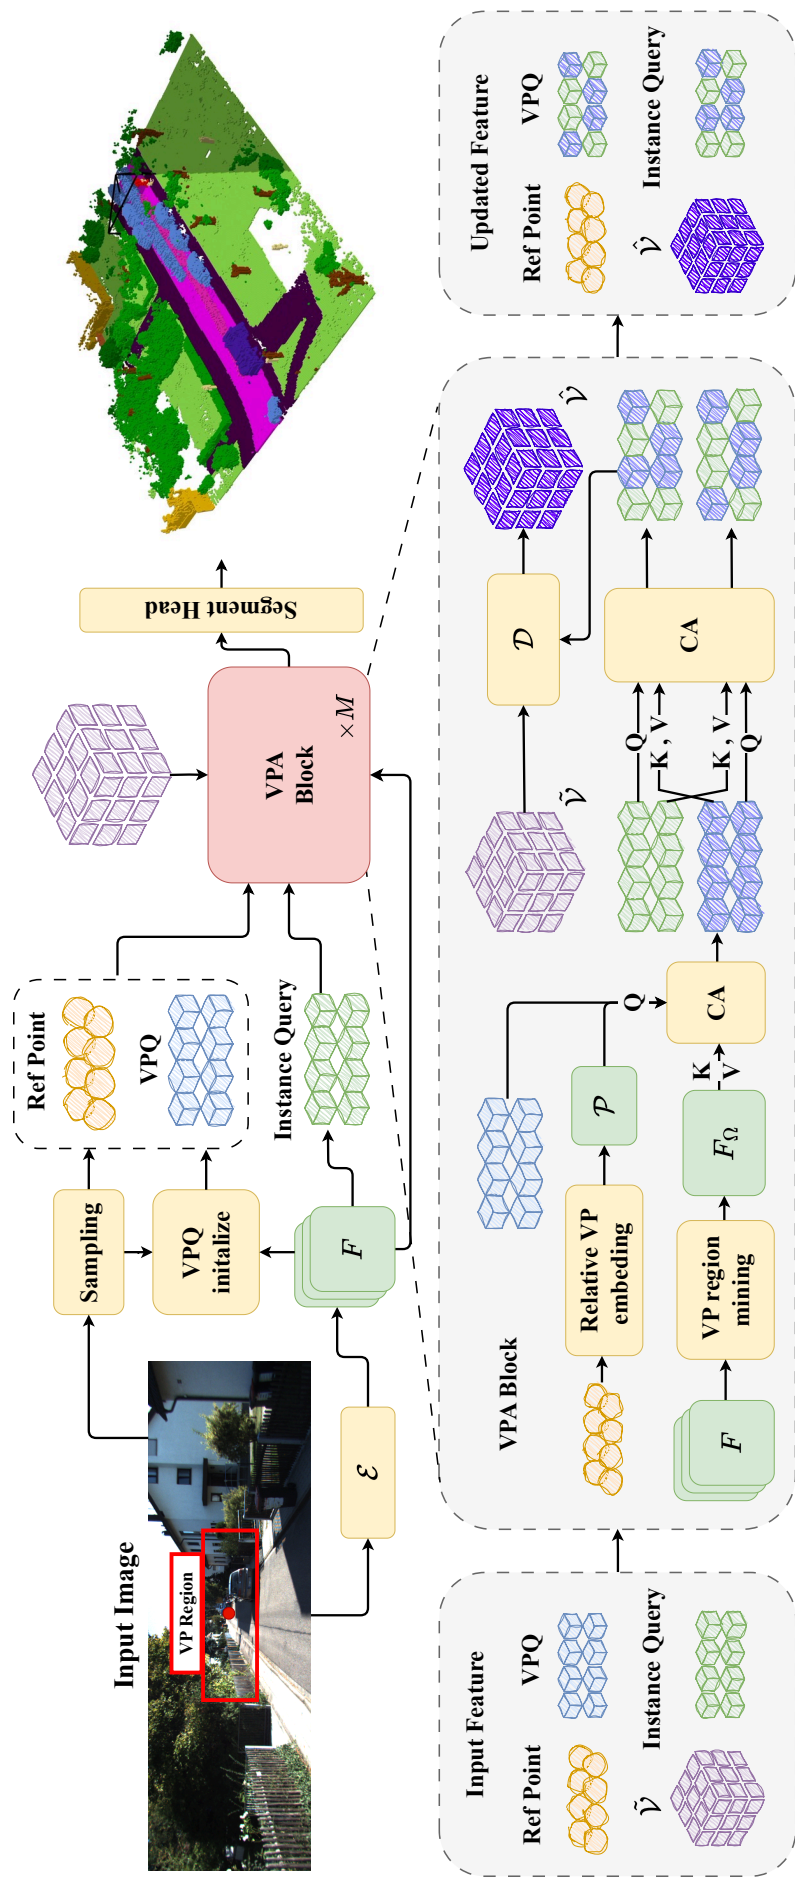 Input Image
VP Region
Sampling
VPQ
initalize
F
ℰ
Ref Point
VPQ
Instance Query
VPA
Block
×M
Segment Head
Input Feature
Ref Point
VPQ
Ṽ
Instance Query
VPA Block
Relative VP
embeding
𝒫
F
VP region
mining
F_Ω
K
V
Q
CA
Ṽ
𝒟
V̂
Q
K , V
K , V
Q
CA
Updated Feature
Ref Point
VPQ
V̂
Instance Query